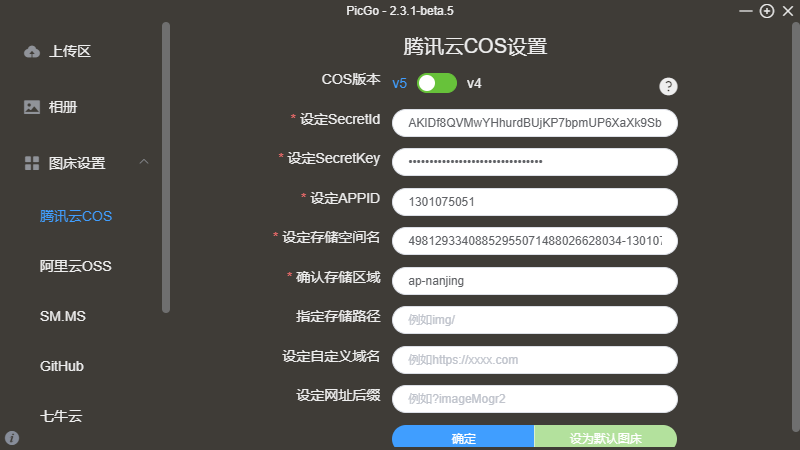 PicGo - 2.3.1-beta.5
上传区
相册
图床设置
腾讯云COS
阿里云OSS
SM.MS
GitHub
七牛云
腾讯云COS设置
COS版本 v5 v4 ?
* 设定SecretId AKIDf8QVMwYHhurdBUjKP7bpmUP6XaXk9Sb
* 设定SecretKey ••••••••••••••••••••••••••••••••
* 设定APPID 1301075051
* 设定存储空间名 49812933408852955071488026628034-130107
* 确认存储区域 ap-nanjing
指定存储路径 例如img/
设定自定义域名 例如https://xxxx.com
设定网址后缀 例如?imageMogr2
确定 设为默认图床